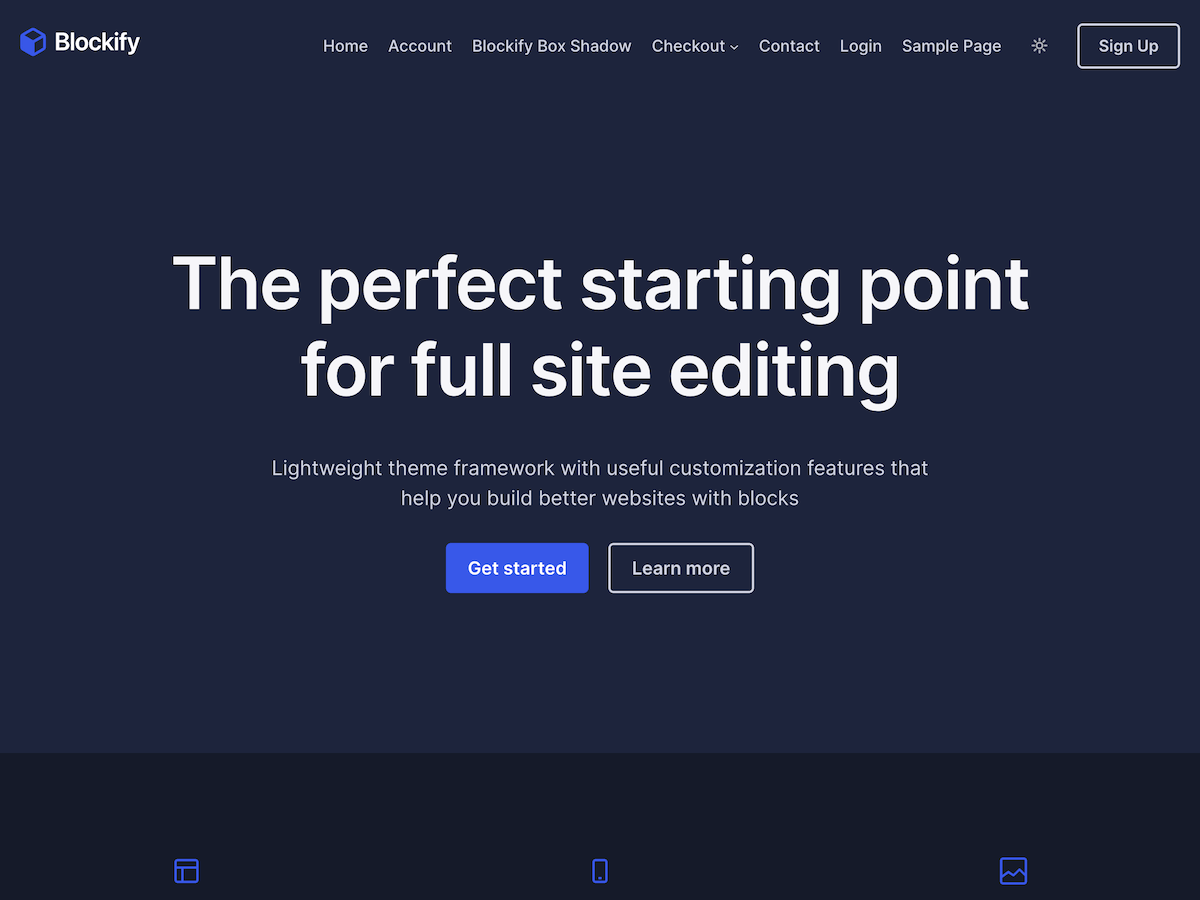 Blockify
Home Account Blockify Box Shadow Checkout Contact Login Sample Page Sign Up
The perfect starting point
for full site editing
Lightweight theme framework with useful customization features that
help you build better websites with blocks
Get started Learn more